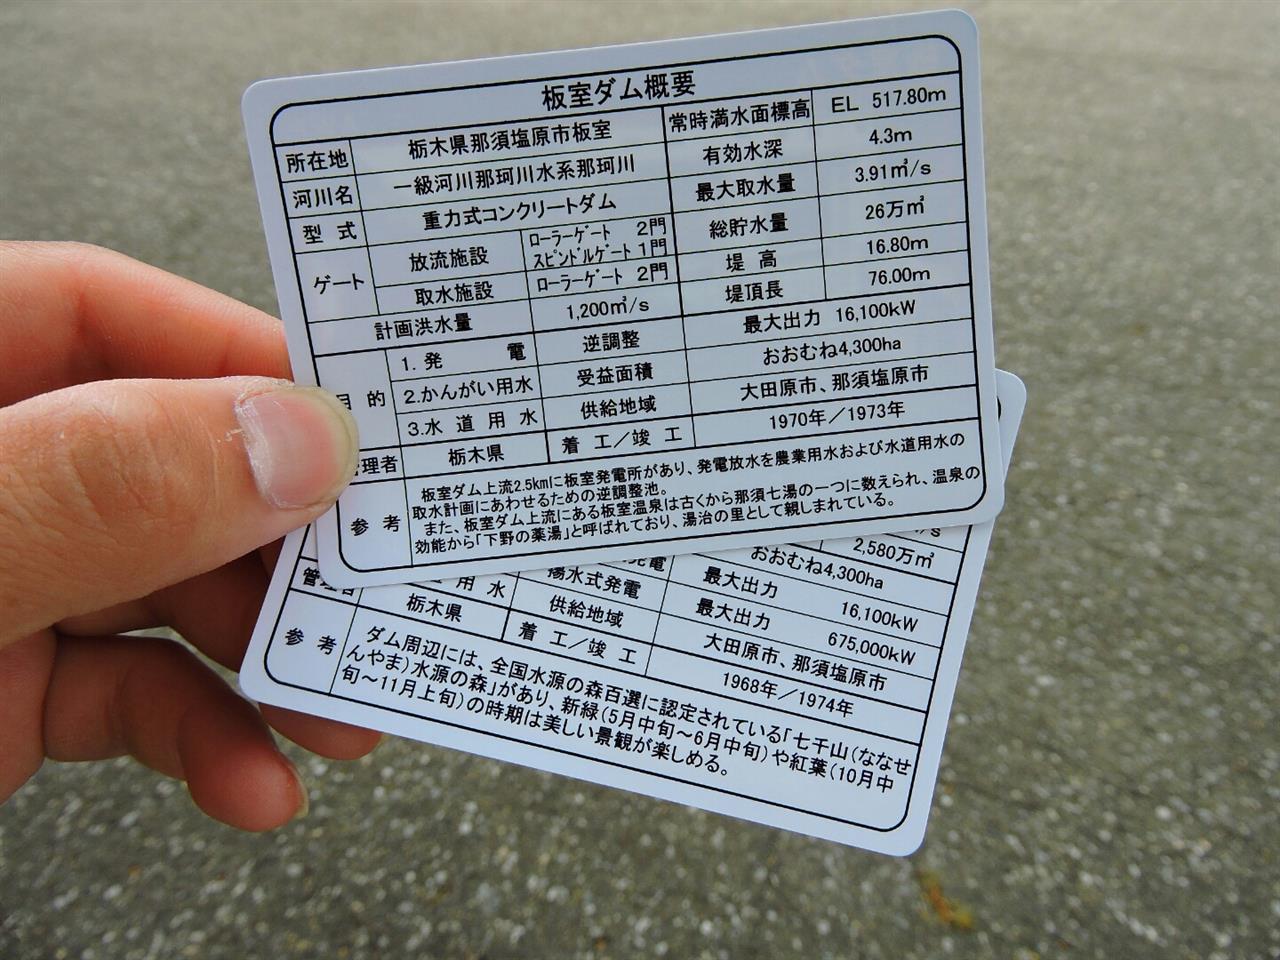 板室ダム概要
所在地 栃木県那須塩原市板室 常時満水面標高 EL 517.80m
河川名 一級河川那珂川水系那珂川 有効水深 4.3m
型式 重力式コンクリートダム 最大取水量 3.91㎥/s
ゲート 放流施設 ローラーゲート 2門 総貯水量 26万㎥
スピンドルゲート 1門
取水施設 ローラーゲート 2門 堤高 16.80m
計画洪水量 1,200㎥/s 堤頂長 76.00m
目的 1.発電 逆調整 最大出力 16,100kW
2.かんがい用水 受益面積 おおむね4,300ha
3.水道用水 供給地域 大田原市、那須塩原市
管理者 栃木県 着工/竣工 1970年/1973年
参考 板室ダム上流2.5kmに板室発電所があり、発電放水を農業用水および水道用水の
取水計画にあわせるための逆調整池。
また、板室ダム上流にある板室温泉は古くから那須七湯の一つに数えられ、温泉の
効能から「下野の薬湯」と呼ばれており、湯治の里として親しまれている。
/s
2,580万㎥
おおむね4,300ha
発電 最大出力 16,100kW
揚水式発電 最大出力 675,000kW
用水 供給地域 大田原市、那須塩原市
管理者 栃木県 着工/竣工 1968年/1974年
参考 ダム周辺には、全国水源の森百選に認定されている「七千山(ななせ
んやま)水源の森」があり、新緑(5月中旬～6月中旬)や紅葉(10月中
旬～11月上旬)の時期は美しい景観が楽しめる。